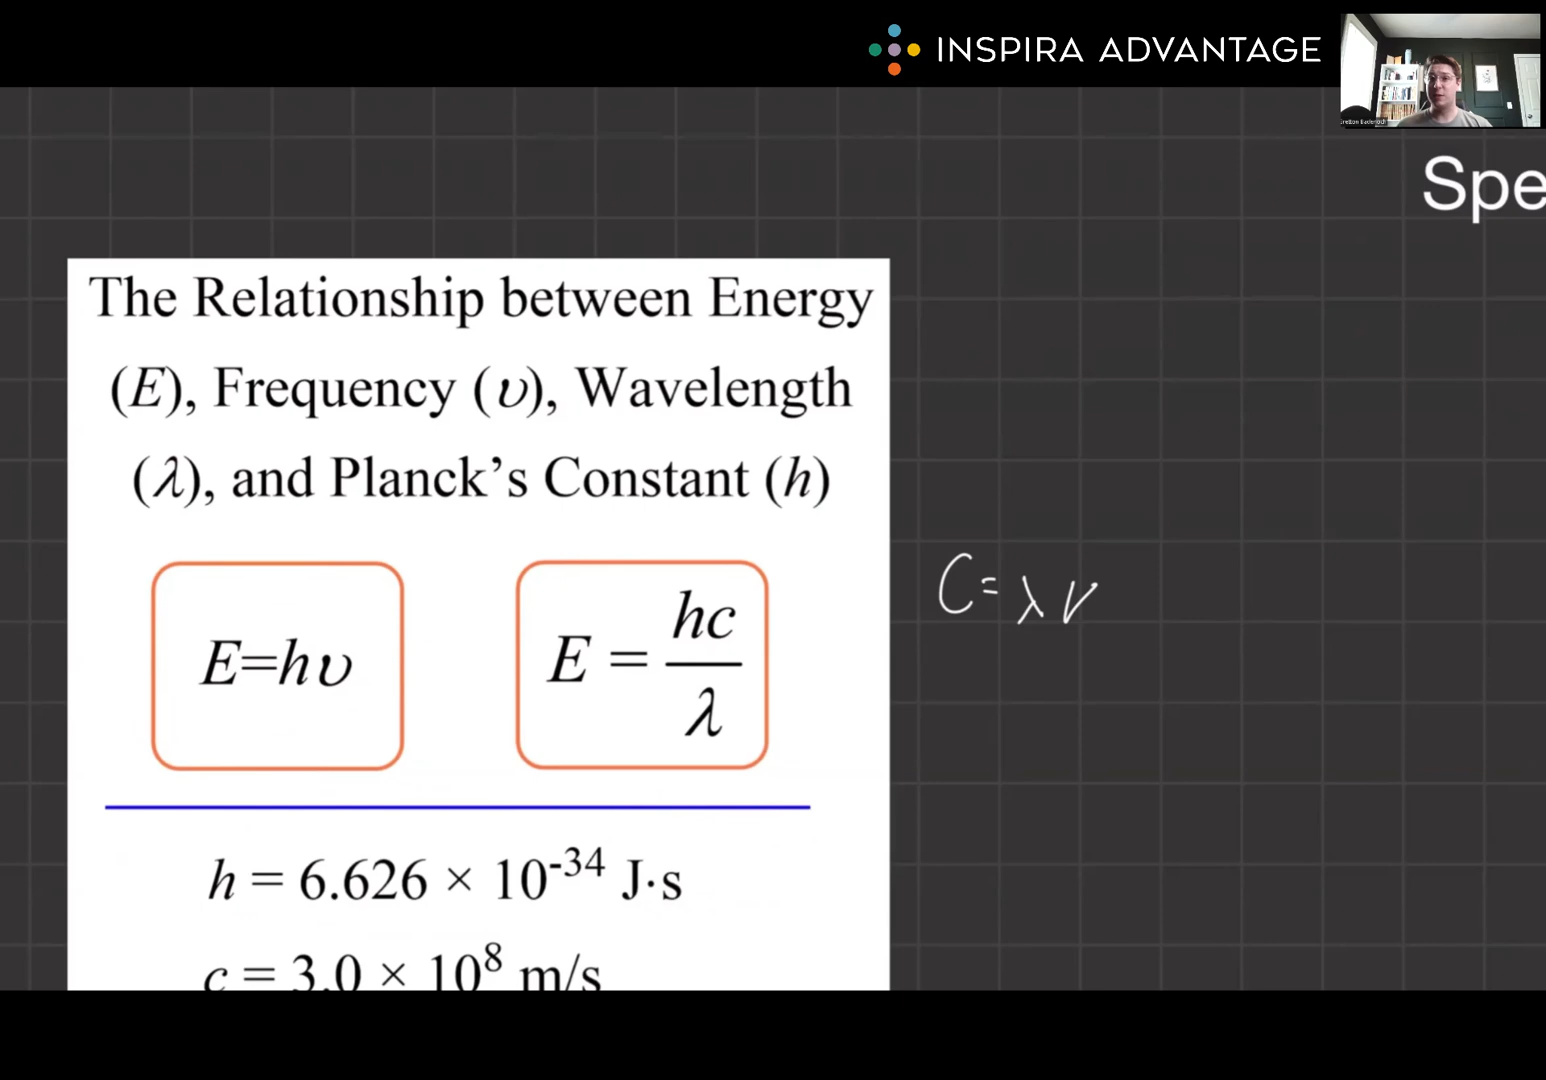 INSPIRA ADVANTAGE
Spe
The Relationship between Energy
(E), Frequency (υ), Wavelength
(λ), and Planck's Constant (h)
E=hυ
E = hc/λ
C=λν
h = 6.626 × 10⁻³⁴ J·s
c = 3.0 × 10⁸ m/s